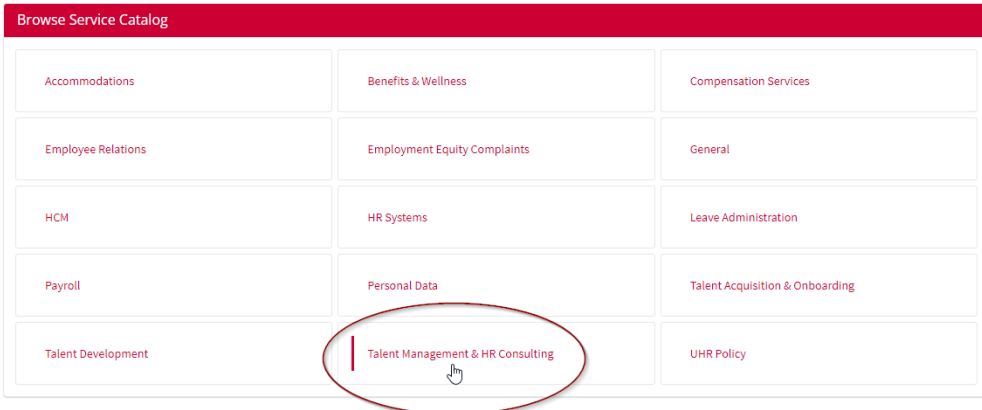 Browse Service Catalog
Accommodations
Benefits & Wellness
Compensation Services
Employee Relations
Employment Equity Complaints
General
HCM
HR Systems
Leave Administration
Payroll
Personal Data
Talent Acquisition & Onboarding
Talent Development
Talent Management & HR Consulting
UHR Policy